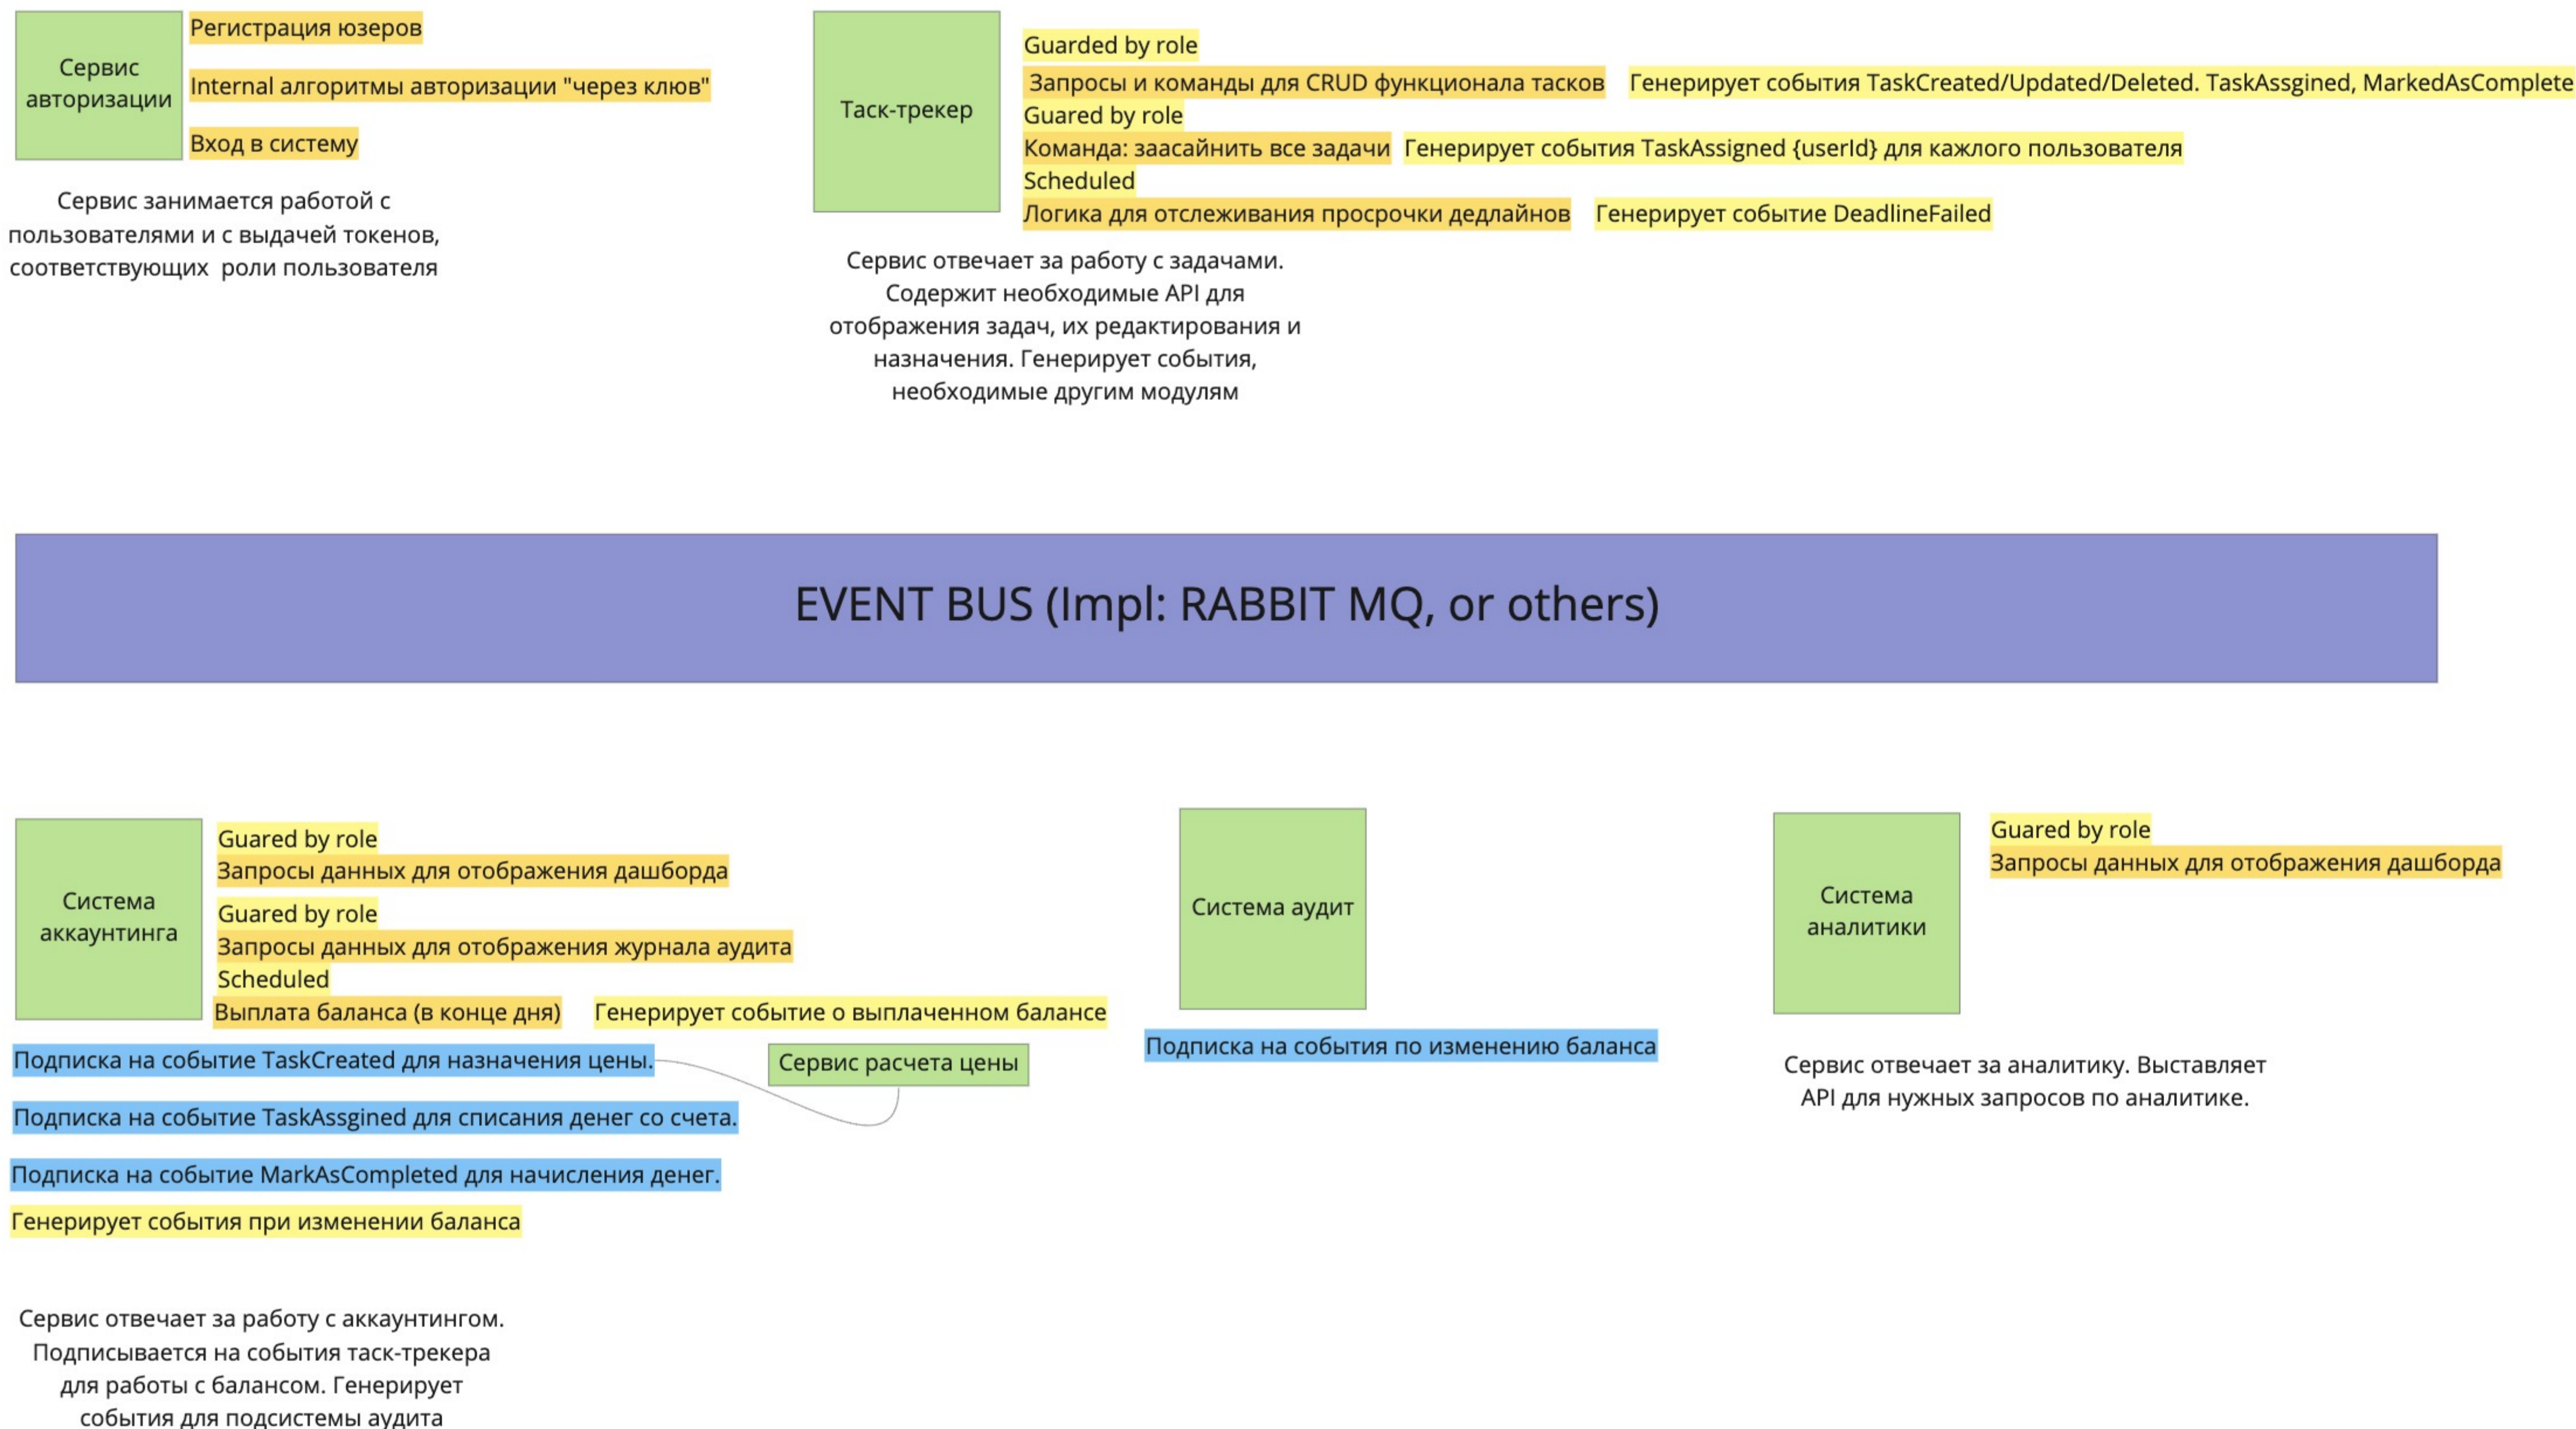 Сервис
авторизации
Регистрация юзеров
Internal алгоритмы авторизации "через клюв"
Вход в систему
Сервис занимается работой с
пользователями и с выдачей токенов,
соответствующих роли пользователя
Таск-трекер
Guarded by role
Запросы и команды для CRUD функционала тасков
Генерирует события TaskCreated/Updated/Deleted. TaskAssgined, MarkedAsComplete
Guared by role
Команда: заасайнить все задачи
Генерирует события TaskAssigned {userId} для кажлого пользователя
Scheduled
Логика для отслеживания просрочки дедлайнов
Генерирует событие DeadlineFailed
Сервис отвечает за работу с задачами.
Содержит необходимые API для
отображения задач, их редактирования и
назначения. Генерирует события,
необходимые другим модулям
EVENT BUS (Impl: RABBIT MQ, or others)
Система
аккаунтинга
Guared by role
Запросы данных для отображения дашборда
Guared by role
Запросы данных для отображения журнала аудита
Scheduled
Выплата баланса (в конце дня)
Генерирует событие о выплаченном балансе
Подписка на событие TaskCreated для назначения цены.
Сервис расчета цены
Подписка на событие TaskAssgined для списания денег со счета.
Подписка на событие MarkAsCompleted для начисления денег.
Генерирует события при изменении баланса
Сервис отвечает за работу с аккаунтингом.
Подписывается на события таск-трекера
для работы с балансом. Генерирует
события для подсистемы аудита
Система аудит
Подписка на события по изменению баланса
Система
аналитики
Guared by role
Запросы данных для отображения дашборда
Сервис отвечает за аналитику. Выставляет
API для нужных запросов по аналитике.